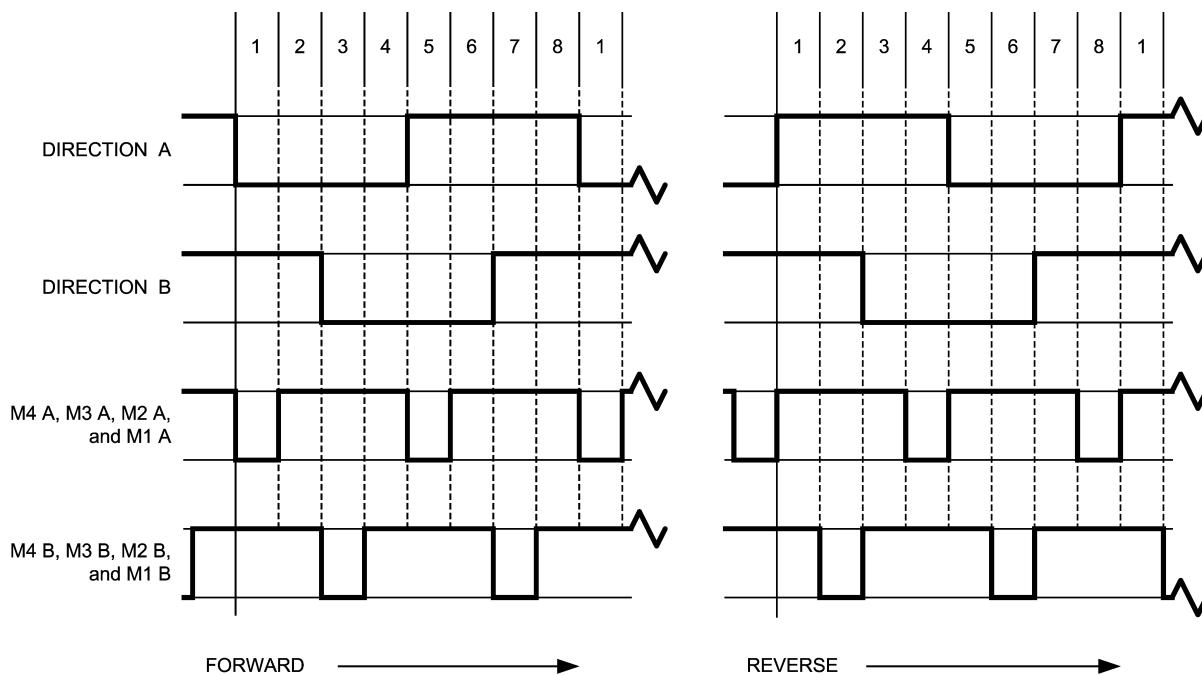 1 2 3 4 5 6 7 8 1
1 2 3 4 5 6 7 8 1
DIRECTION A
DIRECTION B
M4 A, M3 A, M2 A,
and M1 A
M4 B, M3 B, M2 B,
and M1 B
FORWARD
REVERSE